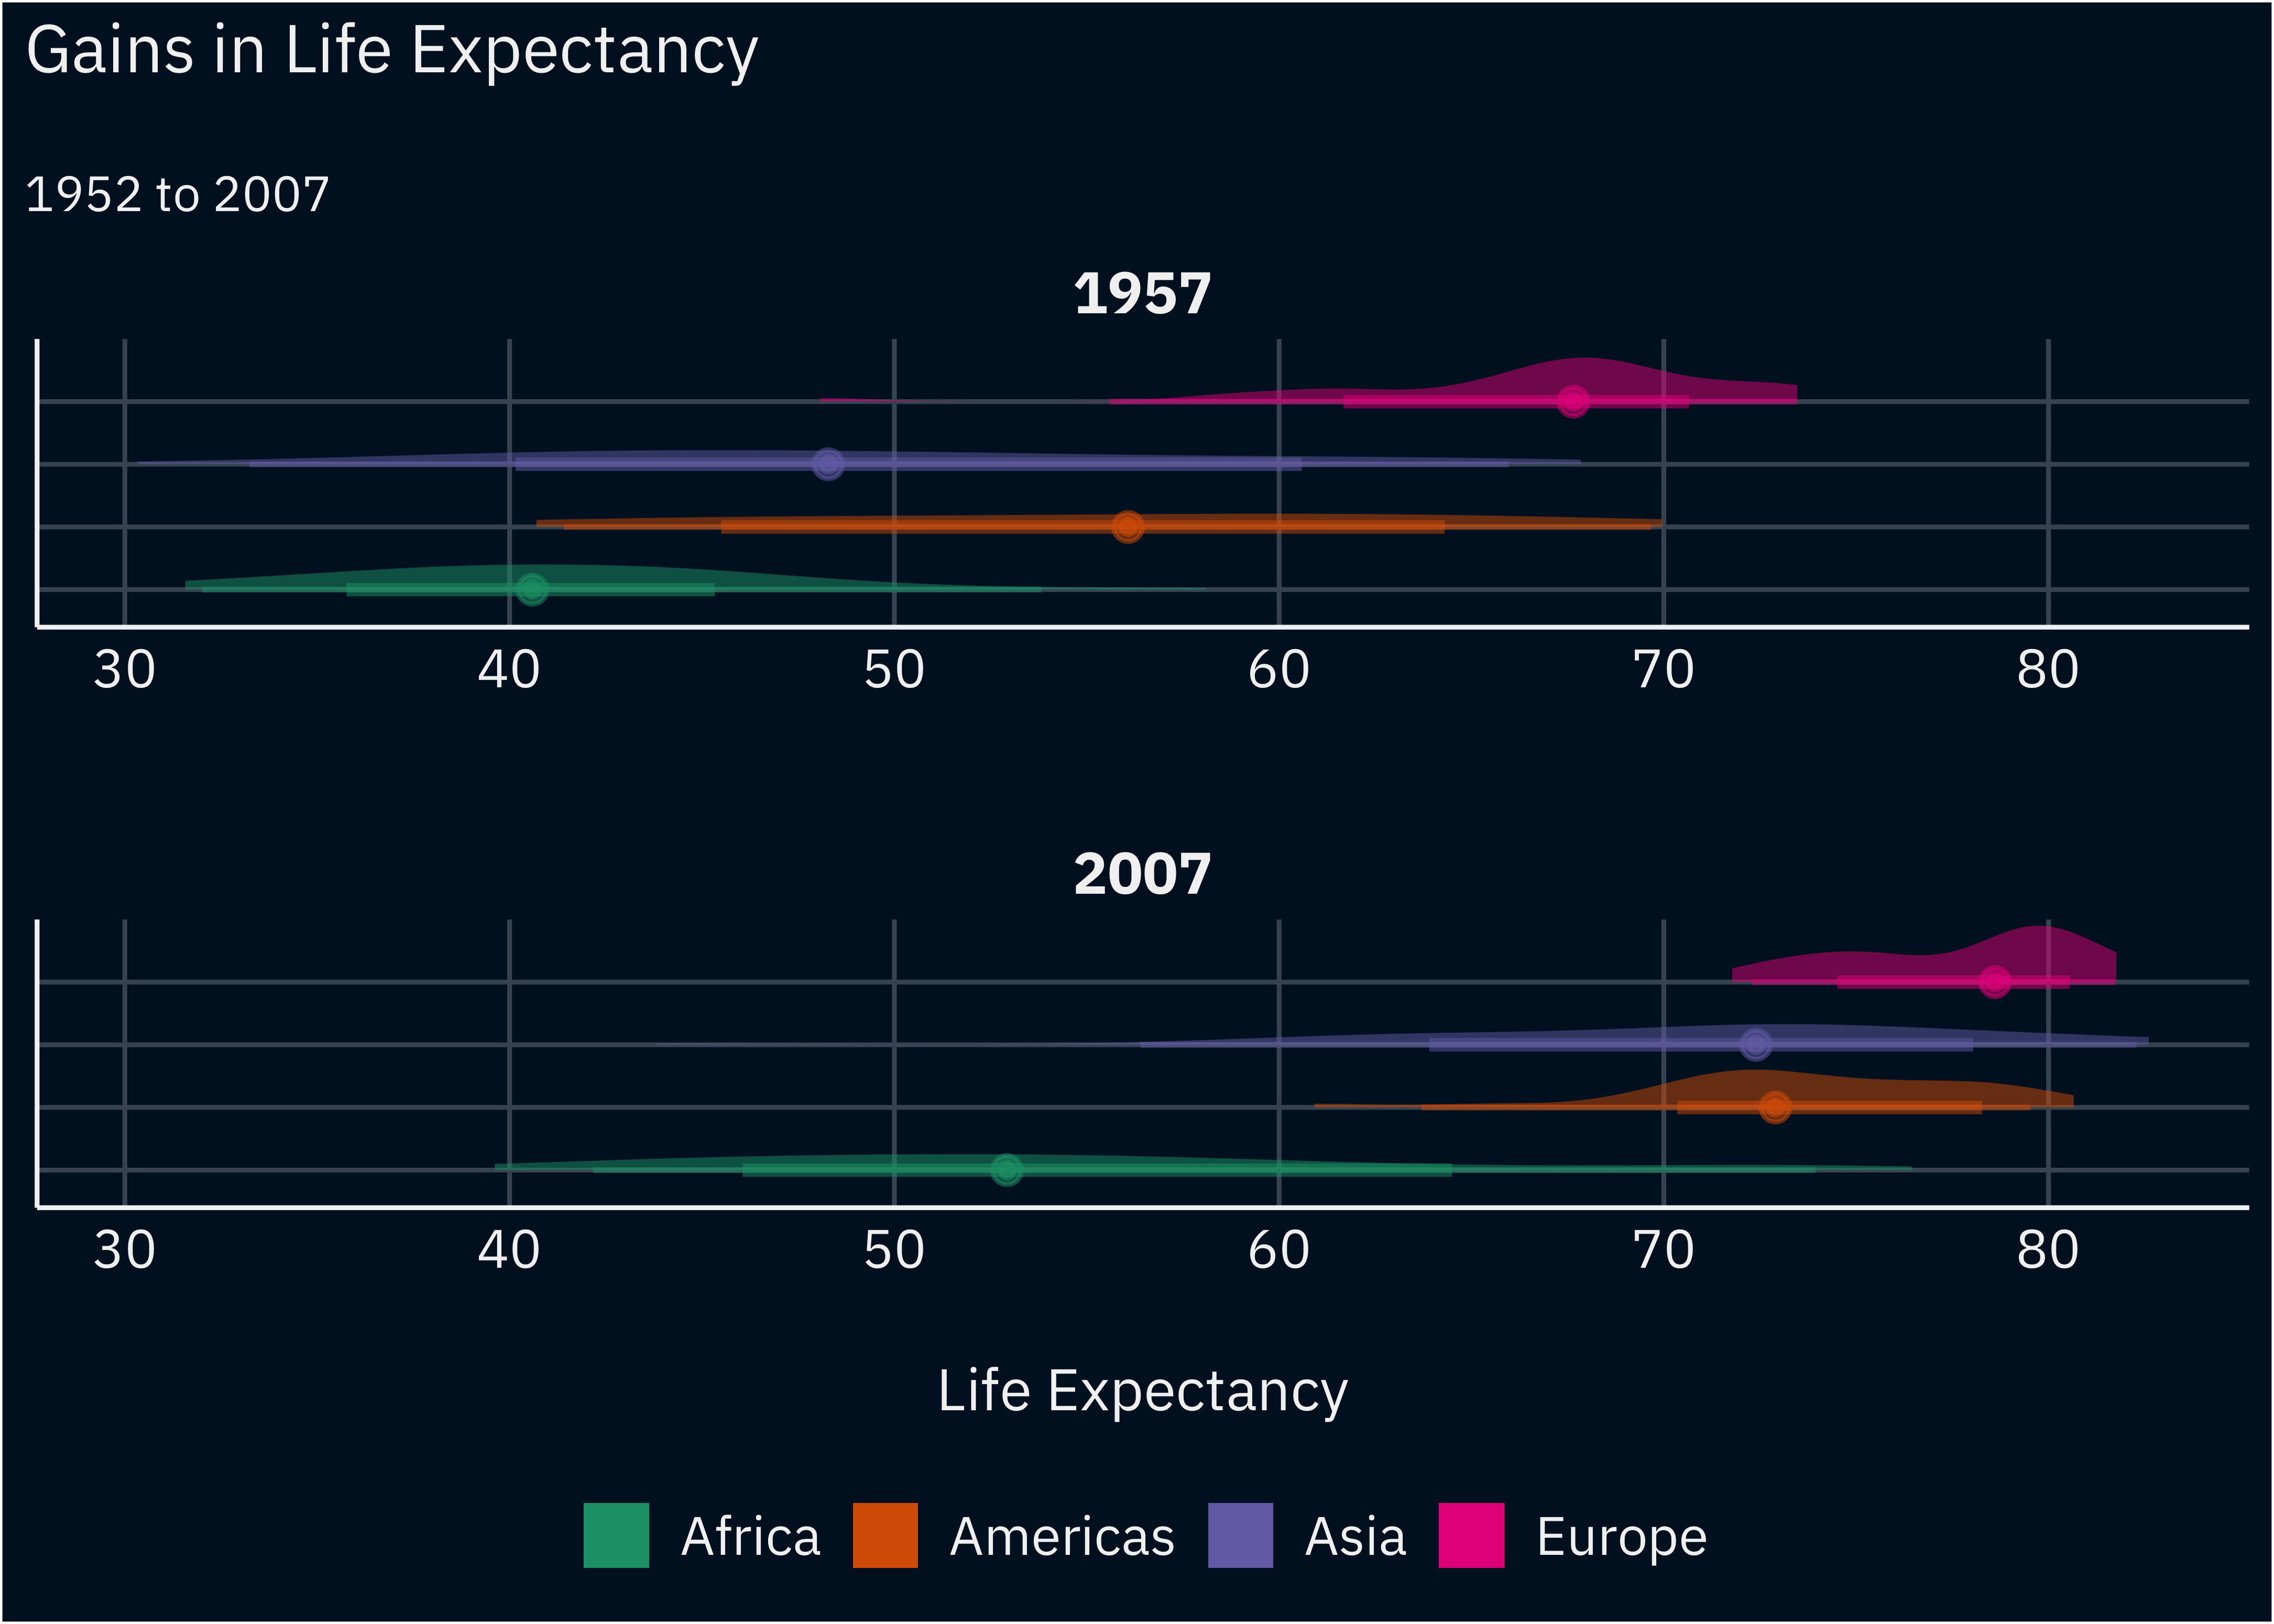 Gains in Life Expectancy
1952 to 2007
1957
30 40 50 60 70 80
2007
30 40 50 60 70 80
Life Expectancy
Africa Americas Asia Europe